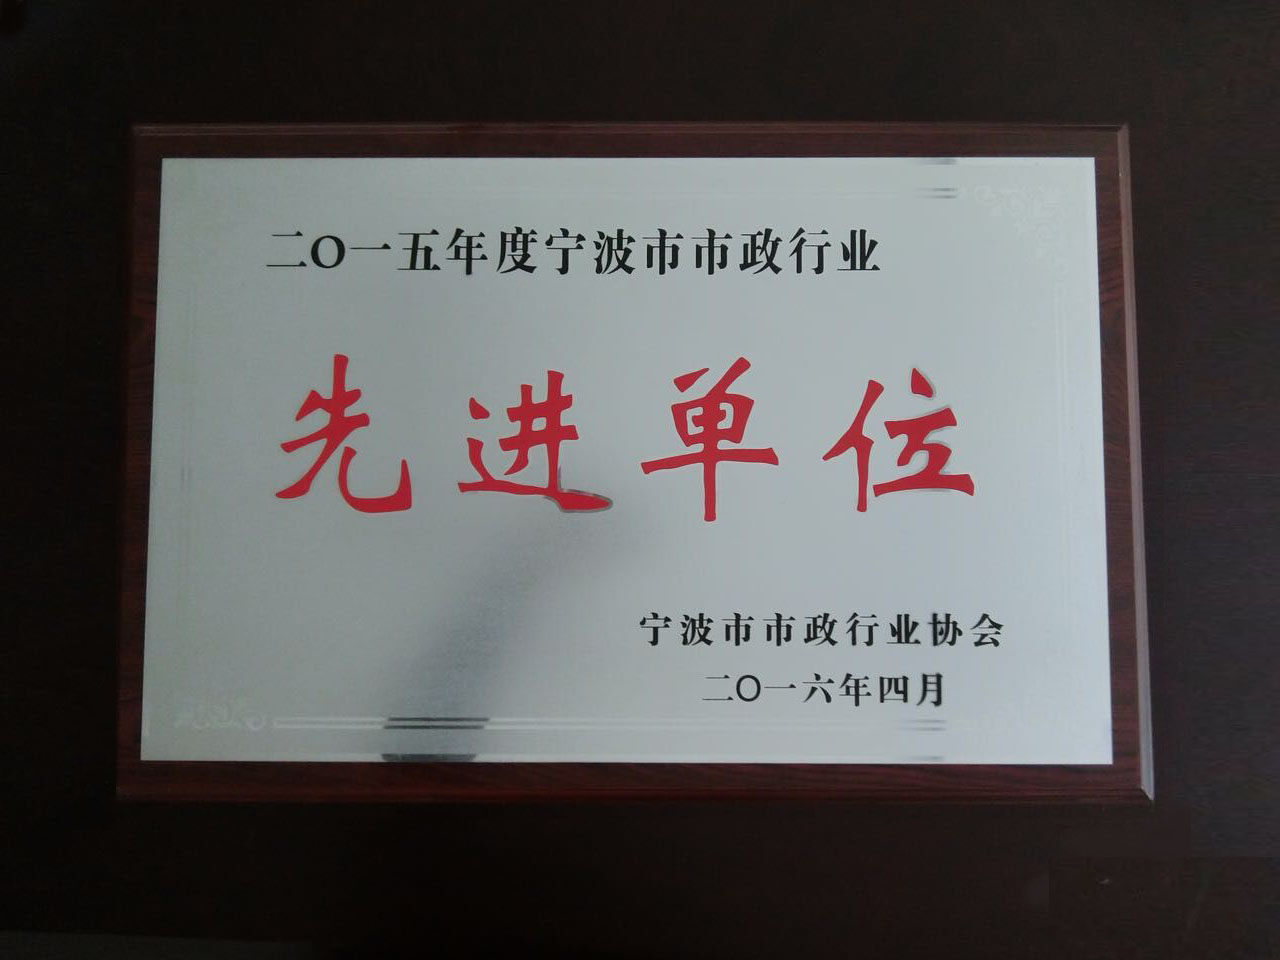 二〇一五年度宁波市市政行业
先进单位
宁波市市政行业协会
二〇一六年四月